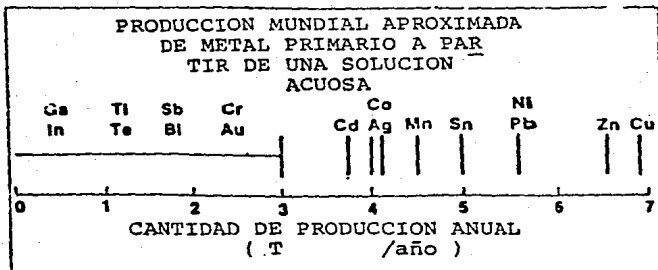 PRODUCCION MUNDIAL APROXIMADA
DE METAL PRIMARIO A PAR
TIR DE UNA SOLUCION
ACUOSA
Ga Tl Sb Cr Co Ni
In Te Bi Au Cd Ag Mn Sn Pb Zn Cu
0 1 2 3 4 5 6 7
CANTIDAD DE PRODUCCION ANUAL
( T /año )